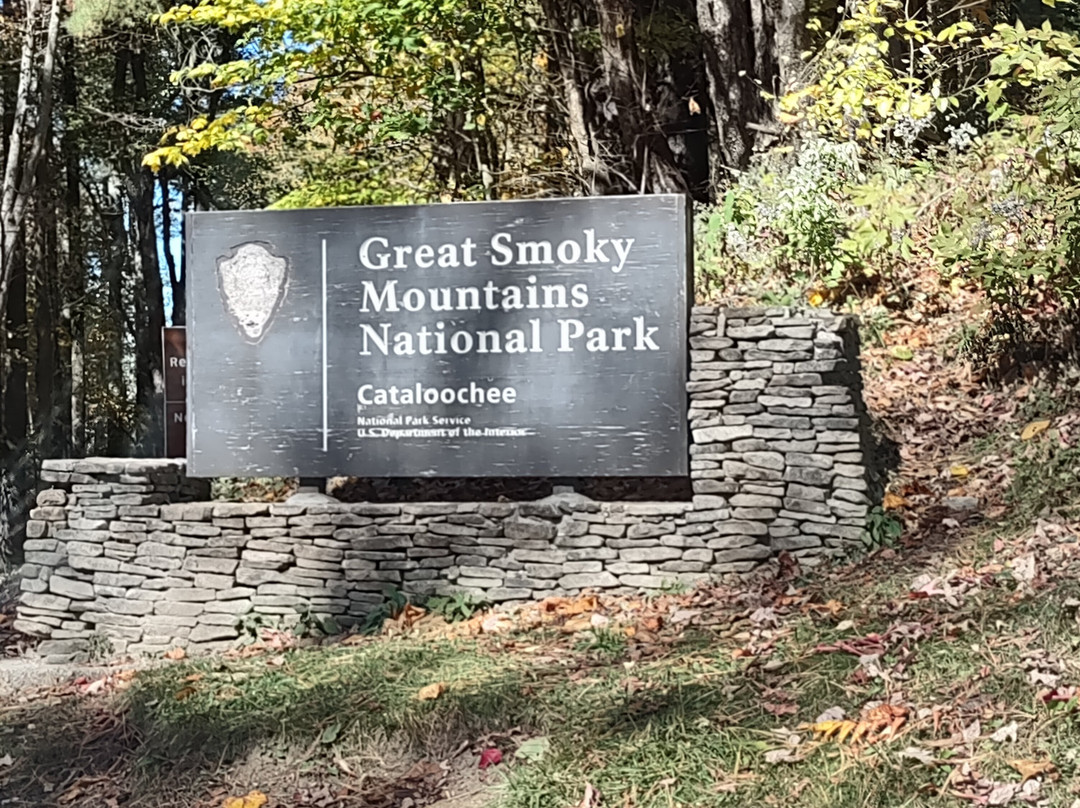 Great Smoky
Mountains
National Park
Cataloochee
National Park Service
U.S. Department of the Interior